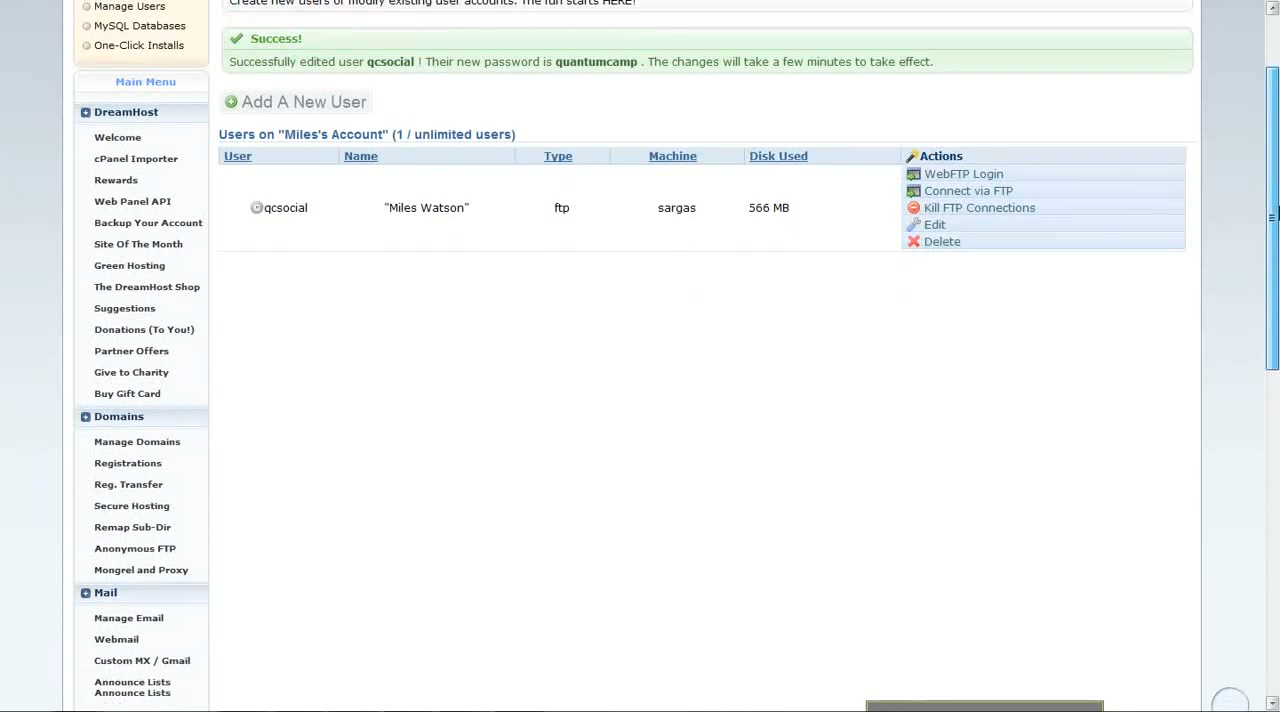 Manage Users
MySQL Databases
One-Click Installs
Main Menu
DreamHost
Welcome
cPanel Importer
Rewards
Web Panel API
Backup Your Account
Site Of The Month
Green Hosting
The DreamHost Shop
Suggestions
Donations (To You!)
Partner Offers
Give to Charity
Buy Gift Card
Domains
Manage Domains
Registrations
Reg. Transfer
Secure Hosting
Remap Sub-Dir
Anonymous FTP
Mongrel and Proxy
Mail
Manage Email
Webmail
Custom MX / Gmail
Announce Lists
Announce Lists
Create new users or modify existing user accounts. The fun starts HERE!
Success!
Successfully edited user qcsocial ! Their new password is quantumcamp . The changes will take a few minutes to take effect.
Add A New User
Users on "Miles's Account" (1 / unlimited users)
User Name Type Machine Disk Used Actions
qcsocial "Miles Watson" ftp sargas 566 MB
WebFTP Login
Connect via FTP
Kill FTP Connections
Edit
Delete